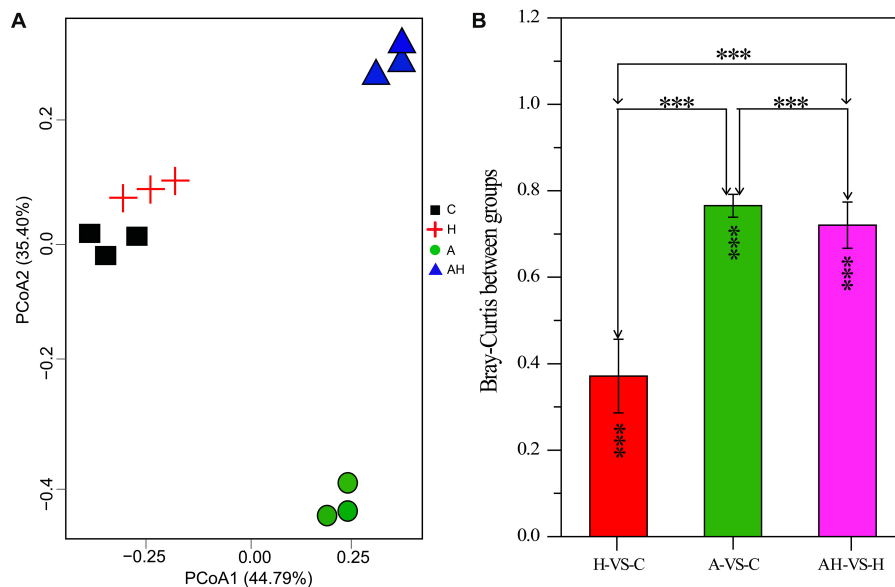 A
0.2
0.0
−0.2
−0.4
PCoA2 (35.40%)
−0.25
0.00
0.25
PCoA1 (44.79%)
C
H
A
AH
B
1.2
1.0
0.8
0.6
0.4
0.2
0.0
Bray-Curtis between groups
***
***
***
***
***
***
H-VS-C
A-VS-C
AH-VS-H